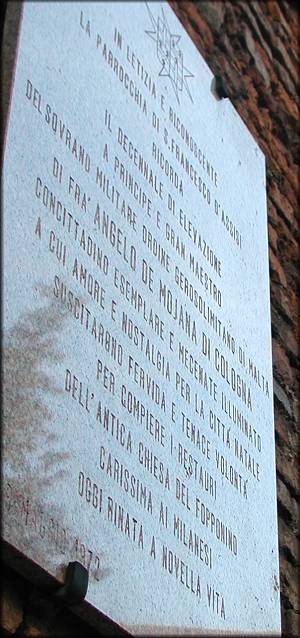 IN LETIZIA E RICONOSCENTE
LA PARROCCHIA DI S. FRANCESCO D'ASSISI
RICORDA
IL DECENNALE DI ELEVAZIONE
A PRINCIPE E GRAN MAESTRO
DEL SOVRANO MILITARE ORDINE GEROSOLIMITANO DI MALTA
DI FRA' ANGELO DE MOJANA DI COLOGNA
CONCITTADINO ESEMPLARE E MECENATE ILLUMINATO
A CUI AMORE E NOSTALGIA PER LA CITTÀ NATALE
SUSCITARONO FERVIDA E TENACE VOLONTÀ
PER COMPIERE I RESTAURI
DELL'ANTICA CHIESA DEL FOPPONINO
CARISSIMA AI MILANESI
OGGI RINATA A NOVELLA VITA
MAGGIO 1972